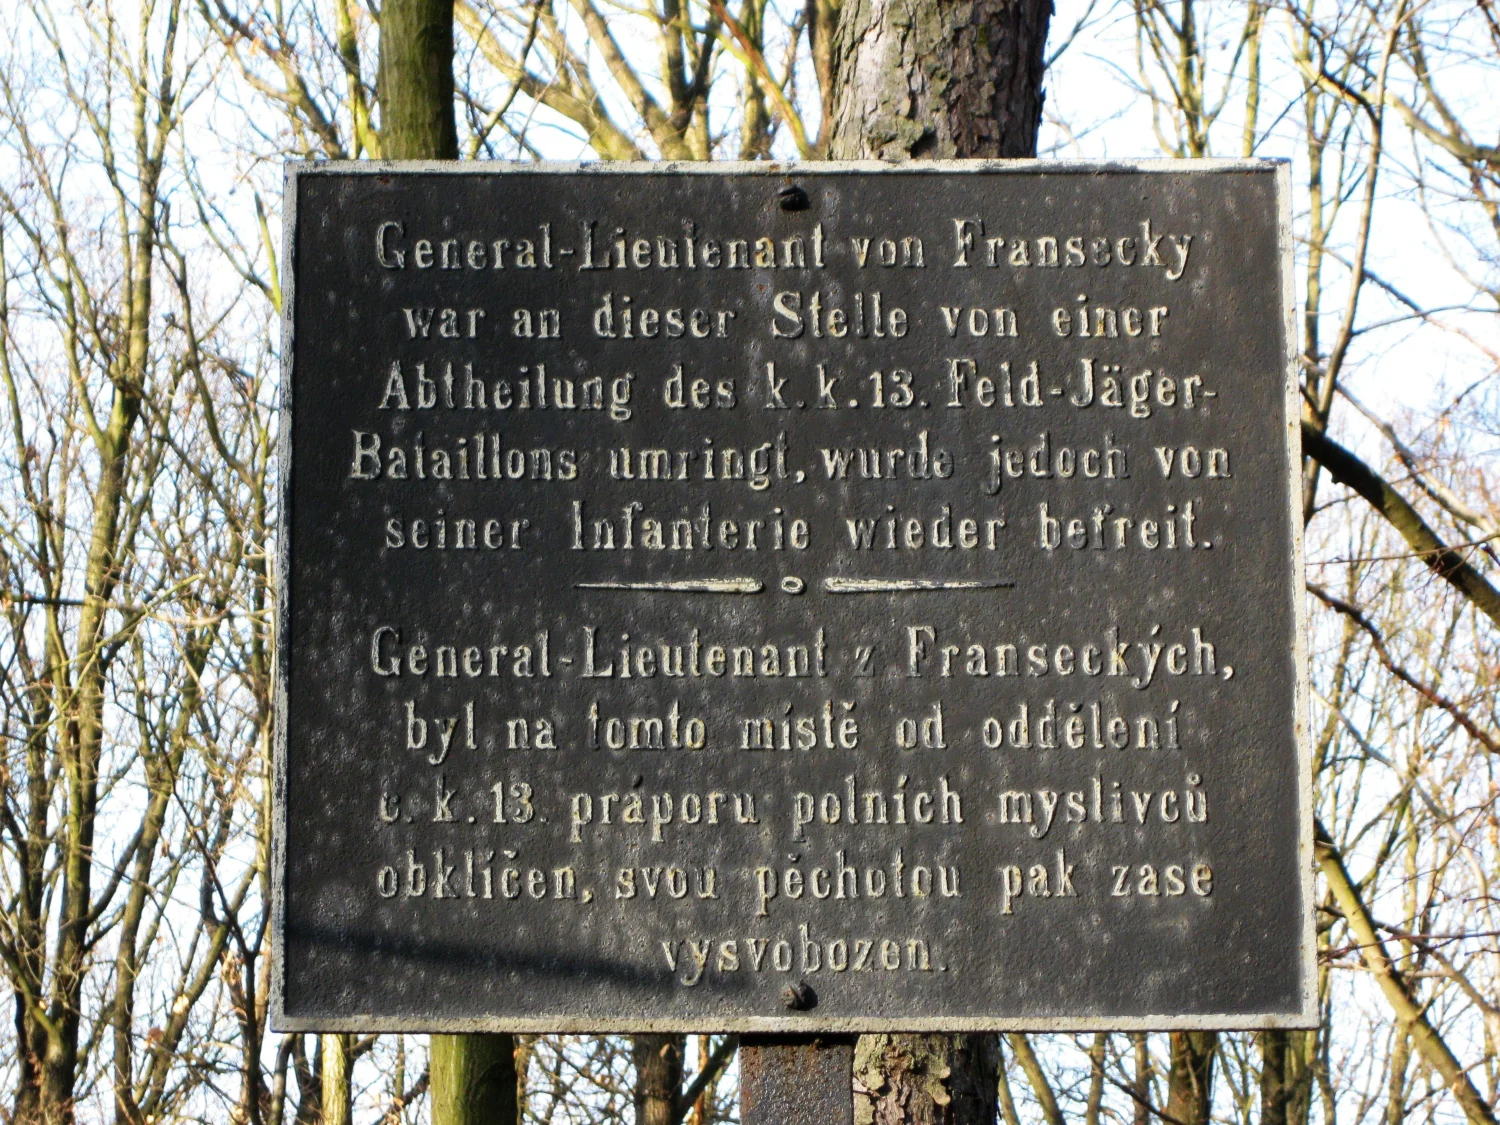 General-Lieutenant von Fransecky
war an dieser Stelle von einer
Abtheilung des k.k.13. Feld-Jäger-
Bataillons umringt, wurde jedoch von
seiner Infanterie wieder befreit.
General-Lieutenant z Franseckých,
byl na tomto místě od oddělení
c. k. 13. práporu polních myslivců
obklíčen, svou pěchotou pak zase
vysvobozen.